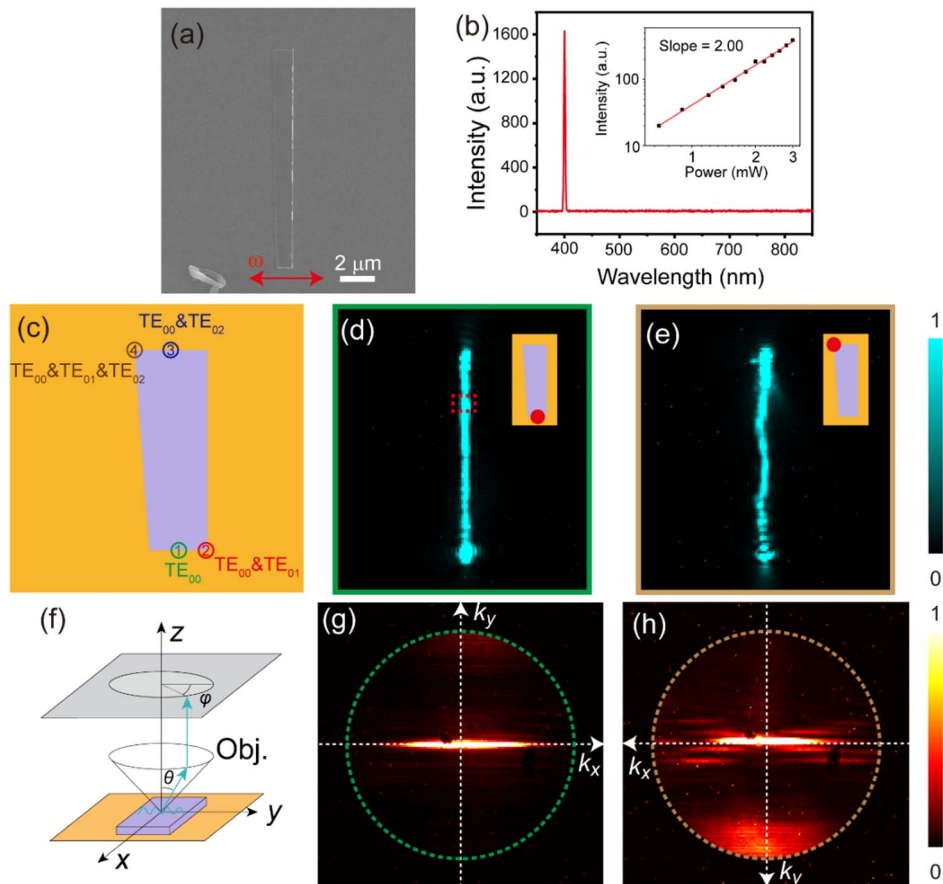 (a)
ω
2 μm
(b)
Intensity (a.u.)
1600
1200
800
400
0
400
500
600
700
800
Wavelength (nm)
Slope = 2.00
Intensity (a.u.)
100
10
1
2
3
Power (mW)
(c)
TE00&TE02
4
3
TE00&TE01&TE02
1
2
TE00
TE00&TE01
(d)
(e)
1
0
(f)
z
φ
Obj.
θ
y
x
(g)
ky
kx
(h)
kx
ky
1
0